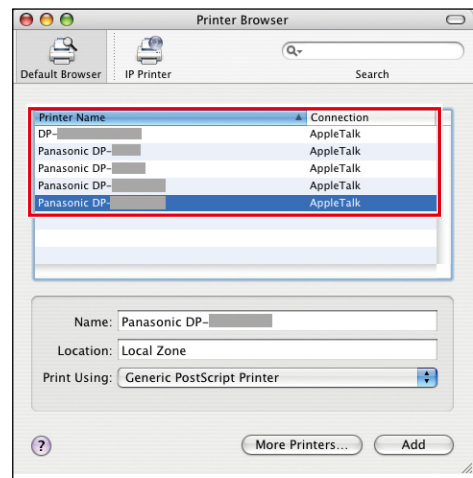 Printer Browser
Default Browser IP Printer Search
Printer Name Connection
DP- AppleTalk
Panasonic DP- AppleTalk
Panasonic DP- AppleTalk
Panasonic DP- AppleTalk
Panasonic DP- AppleTalk
Name: Panasonic DP-
Location: Local Zone
Print Using: Generic PostScript Printer
? More Printers... Add